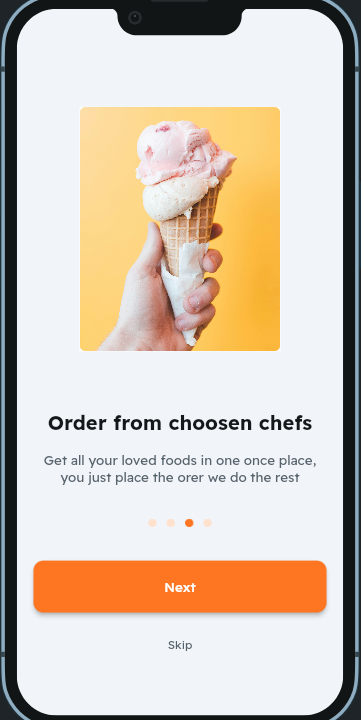 Order from choosen chefs
Get all your loved foods in one once place,
you just place the orer we do the rest
Next
Skip